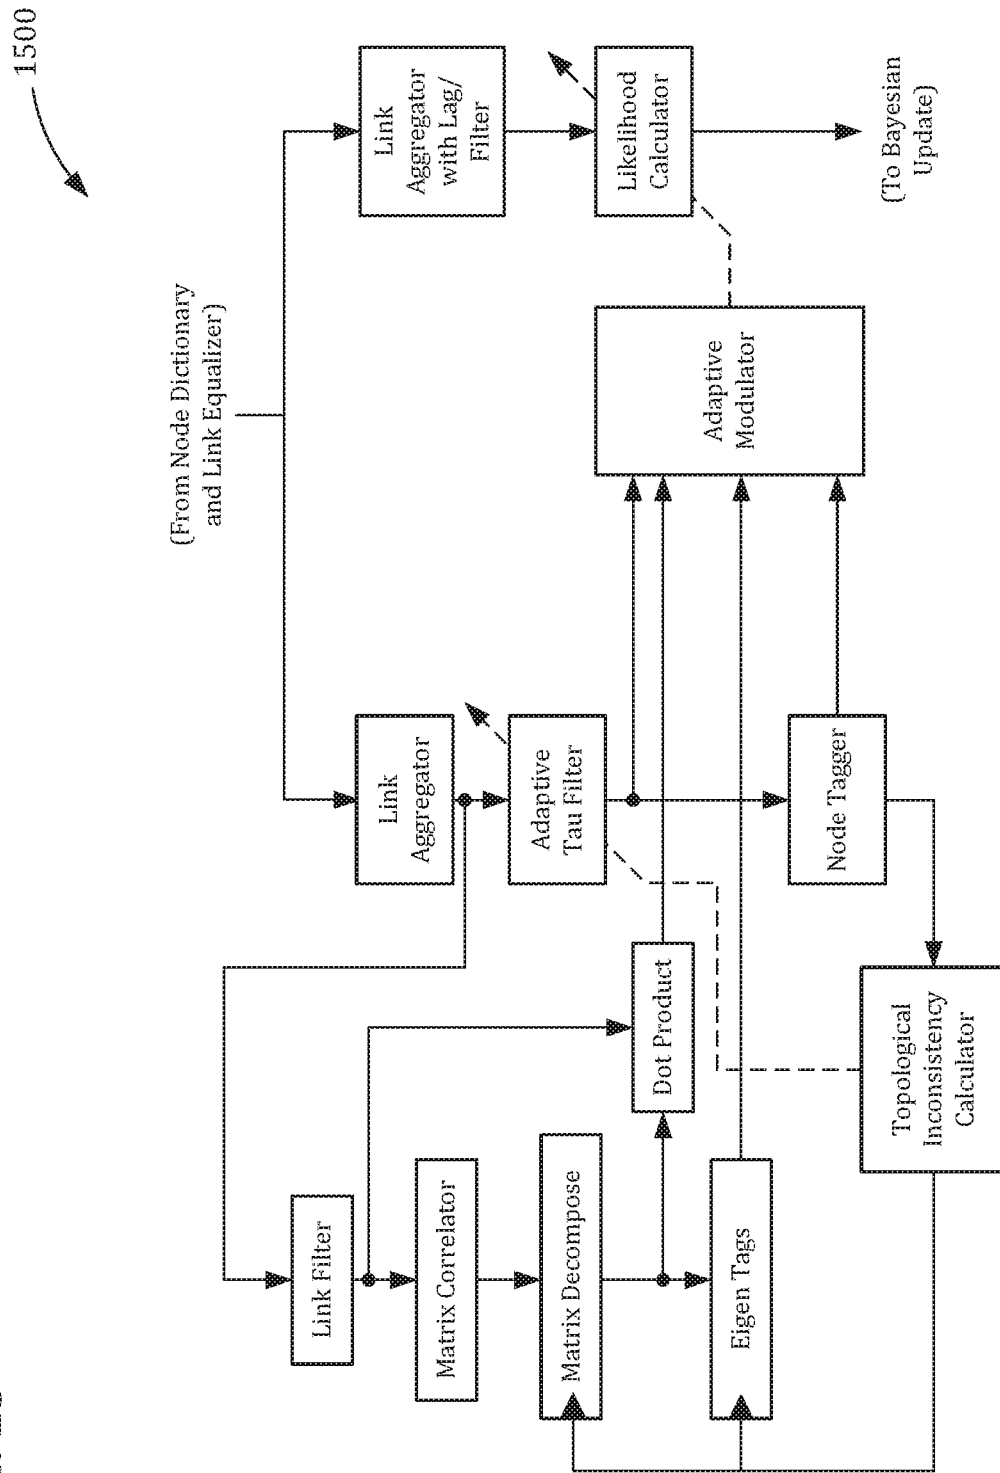 1500
(From Node Dictionary
and Link Equalizer)
Link
Aggregator
with Lag/
Filter
Likelihood
Calculator
(To Bayesian
Update)
Adaptive
Modulator
Link
Aggregator
Adaptive
Tau Filter
Node Tagger
Dot Product
Topological
Inconsistency
Calculator
Link Filter
Matrix Correlator
Matrix Decompose
Eigen Tags